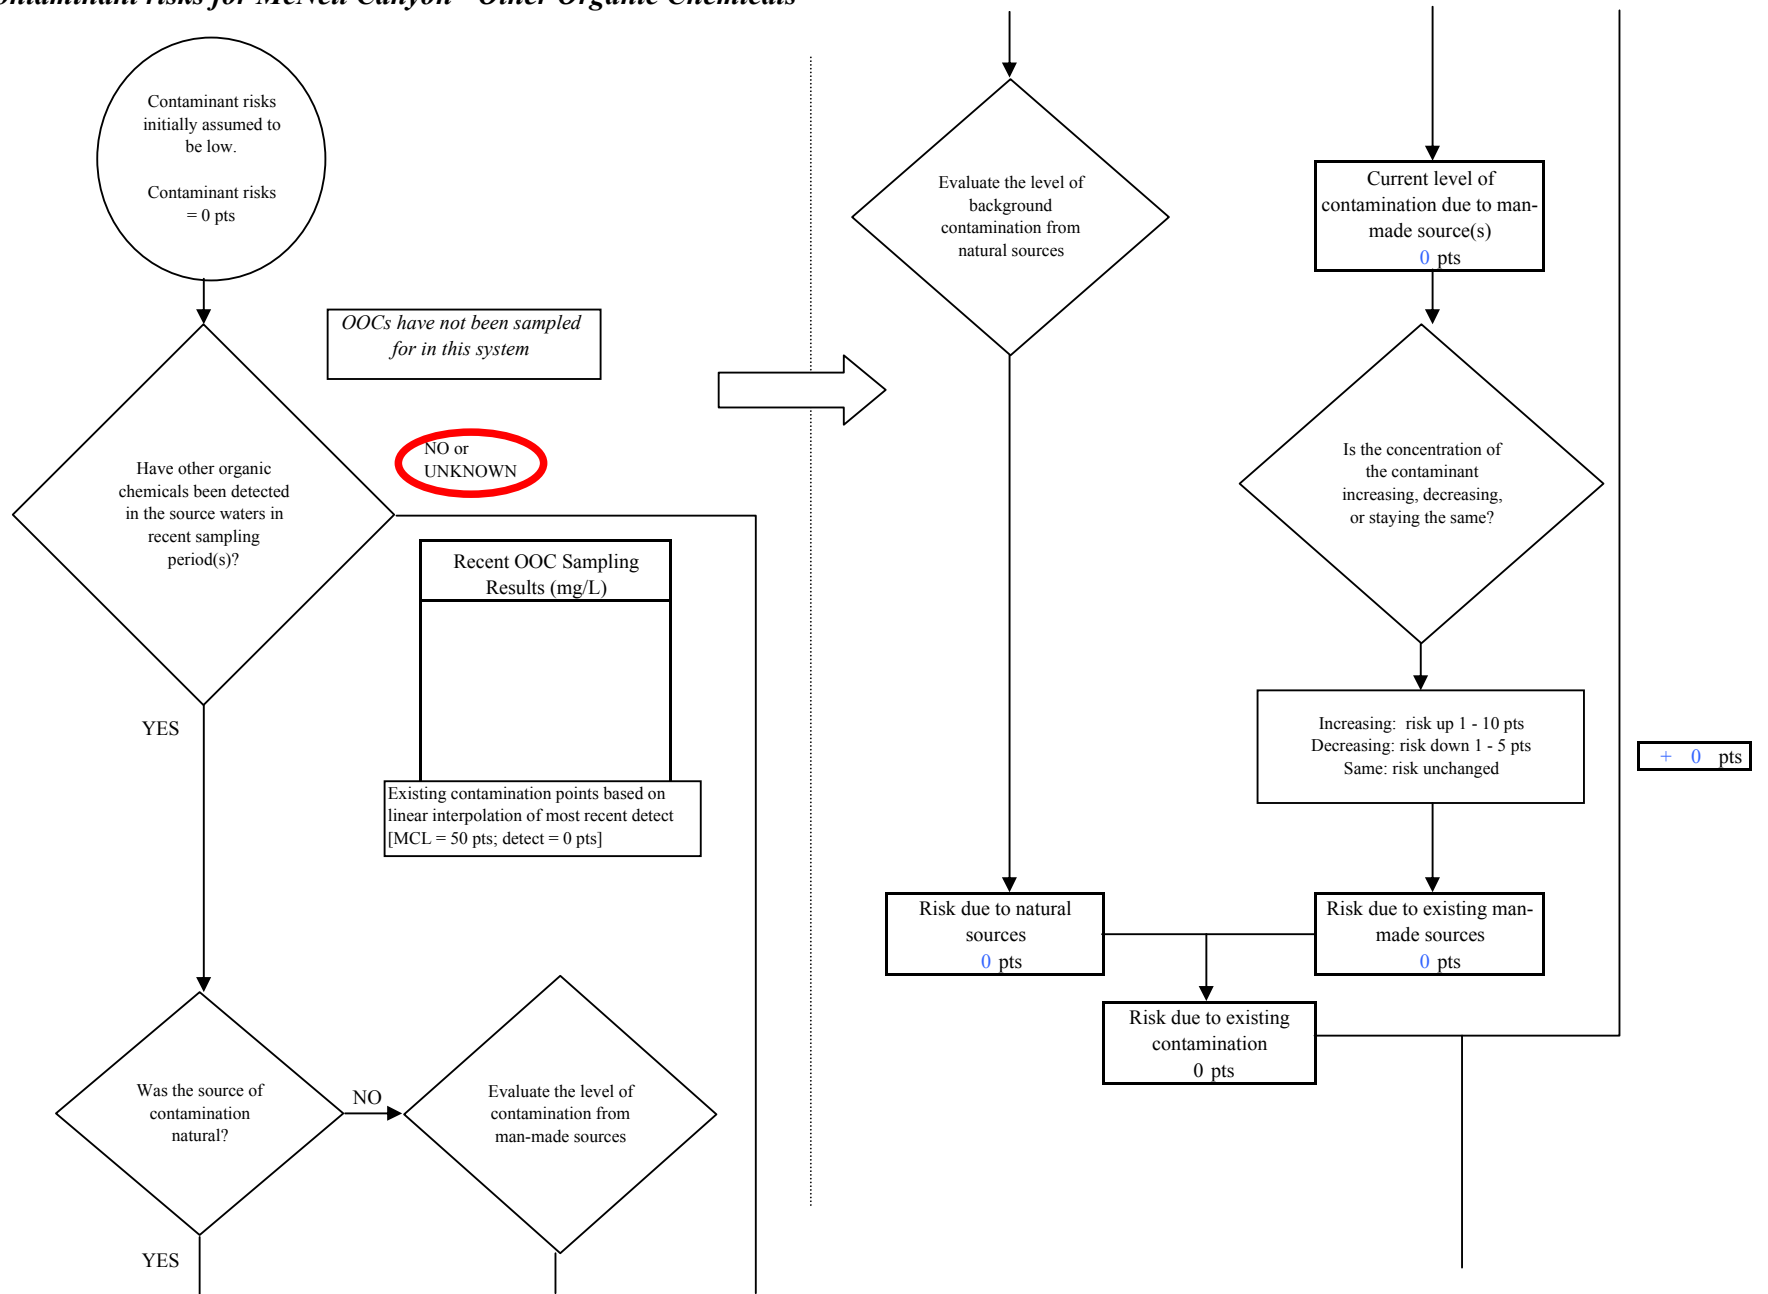 risks for McNeil Canyon - Other Organic Chemicals
Contaminant risks
initially assumed to
be low.
Contaminant risks
= 0 pts
OOCs have not been sampled
for in this system
NO or
UNKNOWN
Have other organic
chemicals been detected
in the source waters in
recent sampling
period(s)?
Recent OOC Sampling
Results (mg/L)
YES
Existing contamination points based on
linear interpolation of most recent detect
[MCL = 50 pts; detect = 0 pts]
Was the source of
contamination
natural?
NO
Evaluate the level of
contamination from
man-made sources
YES
Evaluate the level of
background
contamination from
natural sources
Current level of
contamination due to man-
made source(s)
0 pts
Is the concentration of
the contaminant
increasing, decreasing,
or staying the same?
Increasing: risk up 1 - 10 pts
Decreasing: risk down 1 - 5 pts
Same: risk unchanged
+ 0 pts
Risk due to natural
sources
0 pts
Risk due to existing man-
made sources
0 pts
Risk due to existing
contamination
0 pts